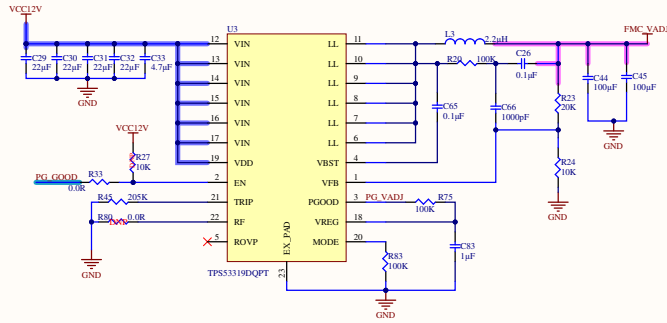 VCC12V
C29
22μF
C30
22μF
C31
22μF
C32
22μF
C33
4.7μF
GND
VCC12V
R27
10K
PG_GOOD
R33
0.0R
R45
205K
R80
0.0R
GND
U3
12 VIN
13 VIN
14 VIN
15 VIN
16 VIN
17 VIN
19 VDD
2 EN
21 TRIP
22 RF
5 ROVP
LL 11
LL 10
LL 9
LL 8
LL 7
LL 6
VBST 4
VFB 1
PGOOD 3
VREG 18
MODE 20
EX_PAD
23
TPS53319DQPT
L3
2.2μH
R20
100K
C26
0.1μF
C65
0.1μF
C66
1000pF
R23
20K
R24
10K
GND
FMC_VADJ
C44
100μF
C45
100μF
GND
PG_VADJ
R75
100K
C83
1μF
R83
100K
GND